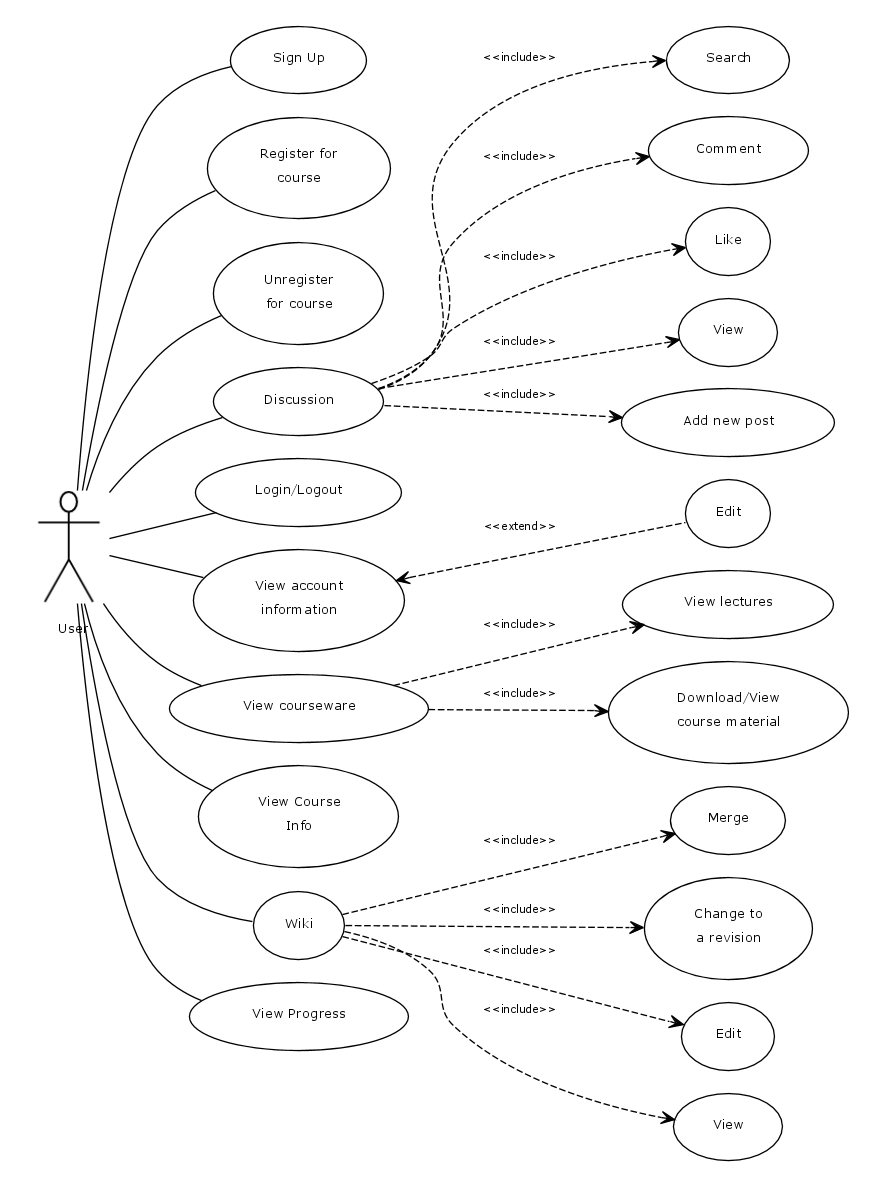 Sign Up
<<include>>
Search
Register for
course
<<include>>
Comment
Unregister
for course
<<include>>
Like
<<include>>
View
Discussion
<<include>>
Add new post
Login/Logout
<<extend>>
Edit
View account
information
<<include>>
View lectures
User
View courseware
<<include>>
Download/View
course material
View Course
Info
<<include>>
Merge
Wiki
<<include>>
Change to
a revision
<<include>>
Edit
View Progress
<<include>>
View